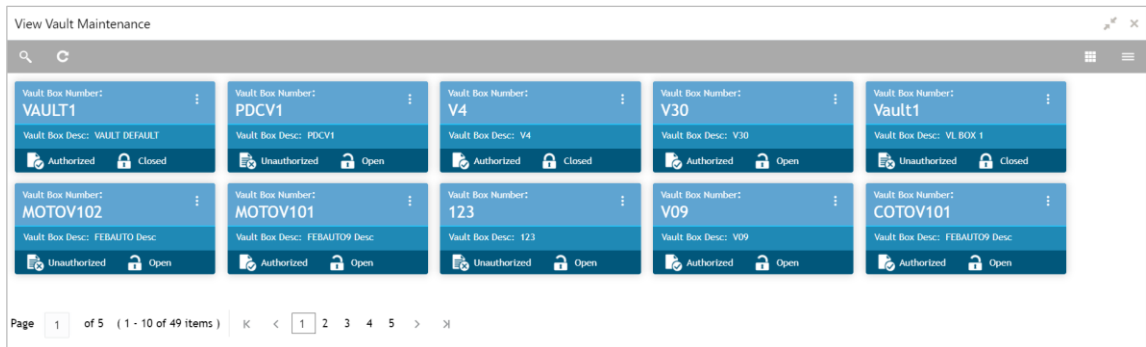 View Vault Maintenance
Vault Box Number:
VAULT1
Vault Box Desc: VAULT DEFAULT
Authorized Closed
Vault Box Number:
PDCV1
Vault Box Desc: PDCV1
Unauthorized Open
Vault Box Number:
V4
Vault Box Desc: V4
Authorized Closed
Vault Box Number:
V30
Vault Box Desc: V30
Authorized Open
Vault Box Number:
Vault1
Vault Box Desc: VL BOX 1
Unauthorized Closed
Vault Box Number:
MOTOV102
Vault Box Desc: FEBAUTO Desc
Unauthorized Open
Vault Box Number:
MOTOV101
Vault Box Desc: FEBAUTO9 Desc
Authorized Open
Vault Box Number:
123
Vault Box Desc: 123
Unauthorized Open
Vault Box Number:
V09
Vault Box Desc: V09
Authorized Open
Vault Box Number:
COTOV101
Vault Box Desc: FEBAUTO9 Desc
Authorized Open
Page 1 of 5 ( 1 - 10 of 49 items ) 1 2 3 4 5